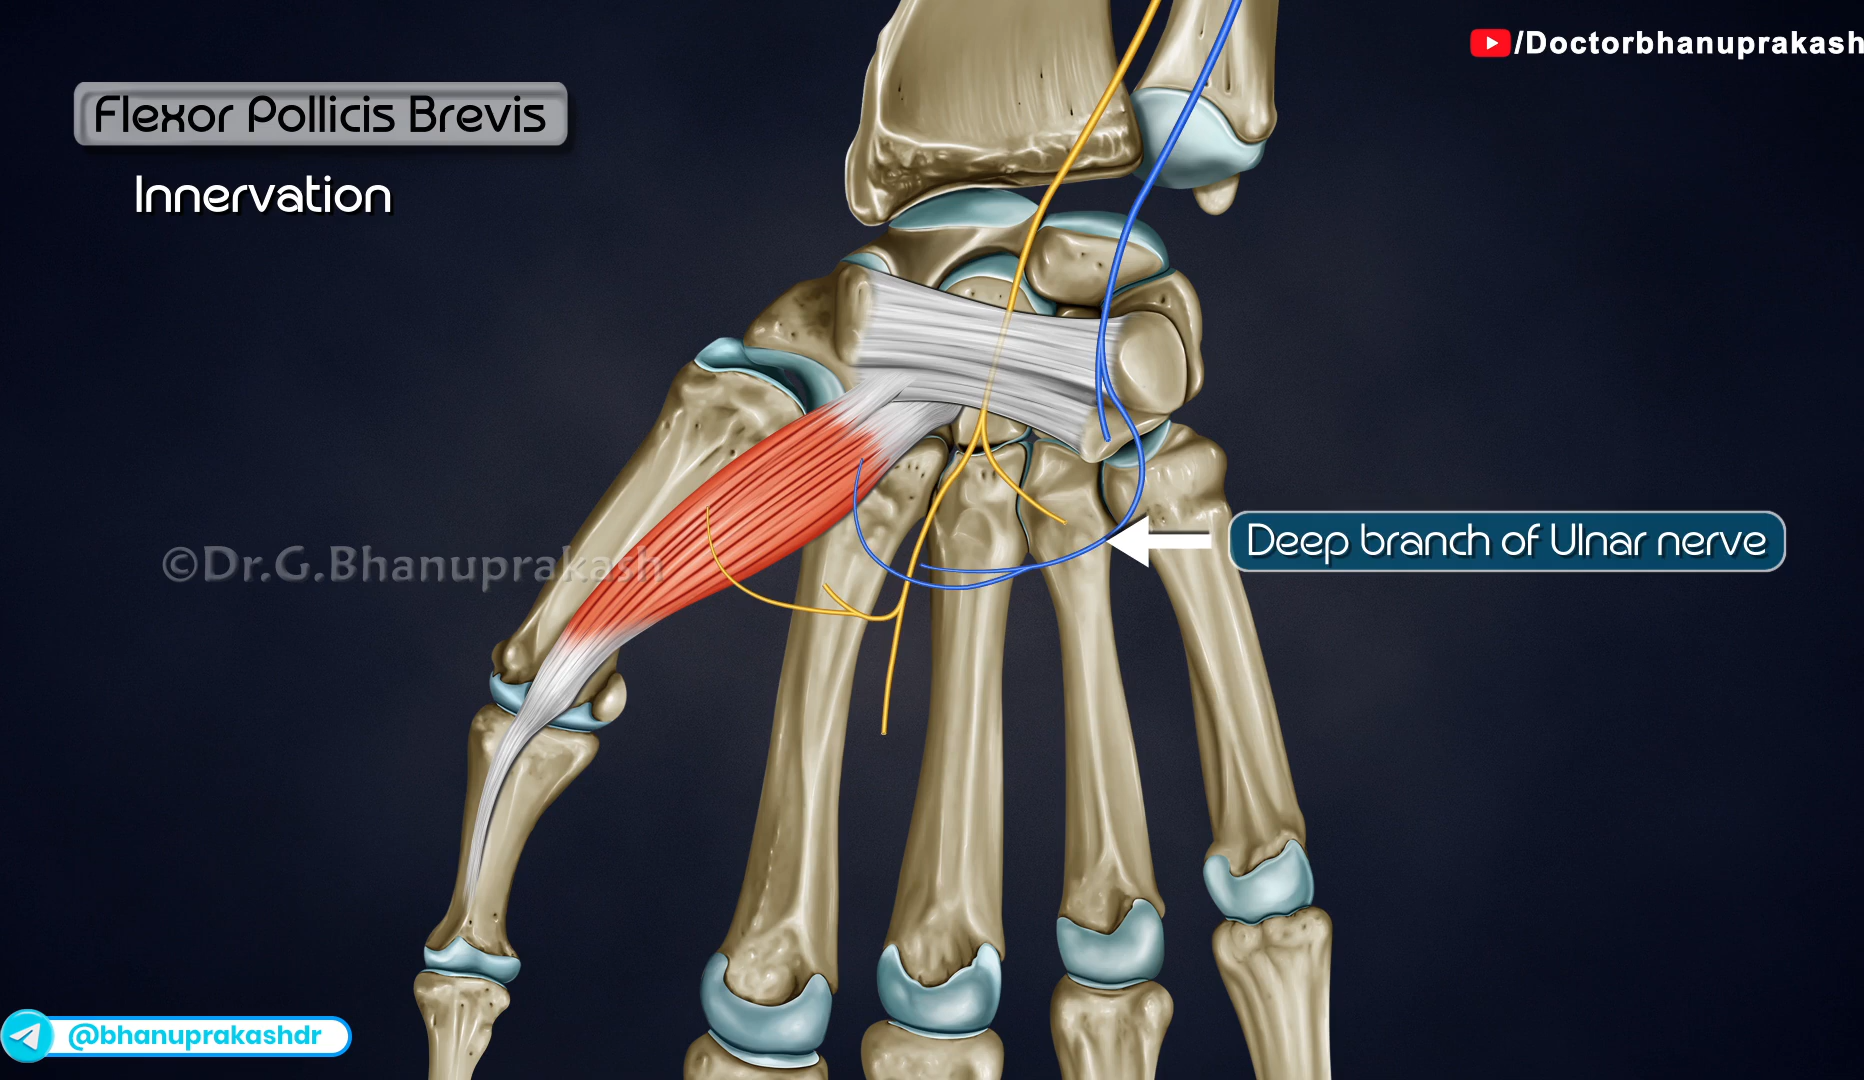 /Doctorbhanuprakash
Flexor Pollicis Brevis
Innervation
Deep branch of Ulnar nerve
©Dr.G.Bhanuprakash
@bhanuprakashdr